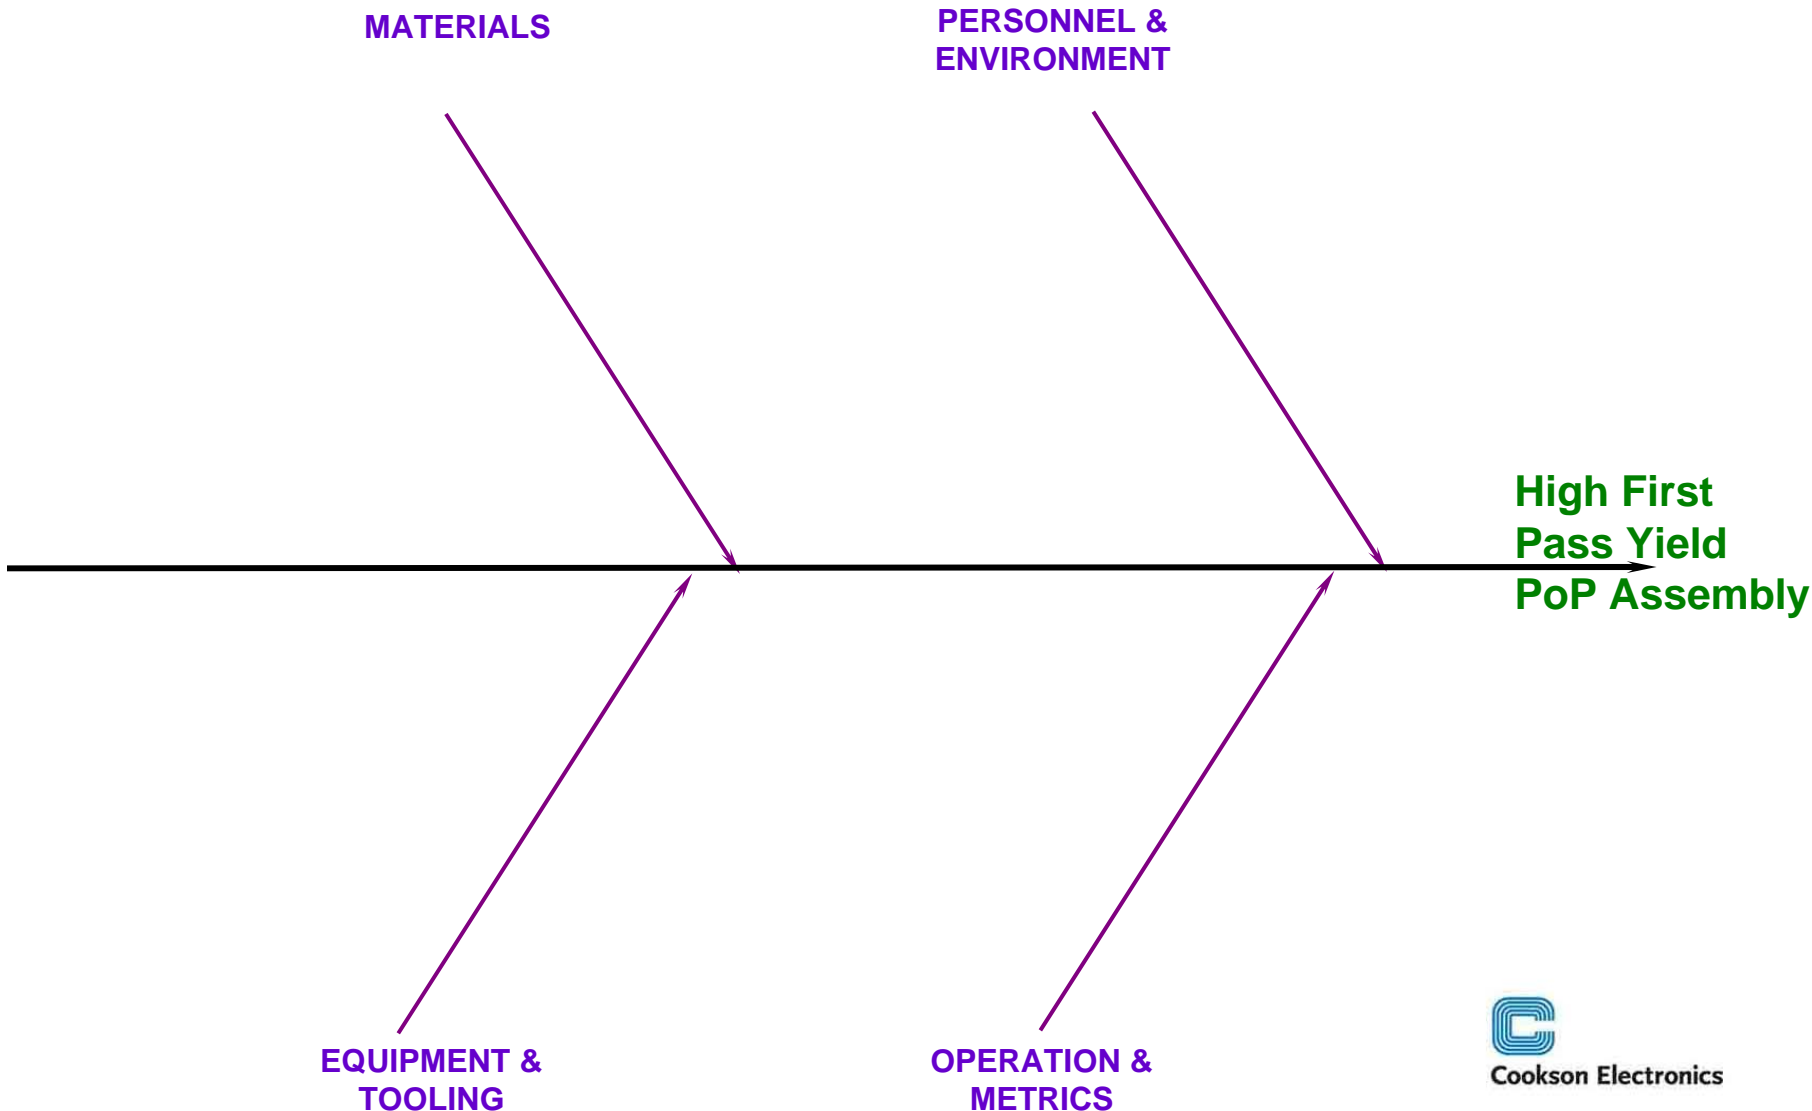 MATERIALS
PERSONNEL &
ENVIRONMENT
High First
Pass Yield
PoP Assembly
EQUIPMENT &
TOOLING
OPERATION &
METRICS
Cookson Electronics